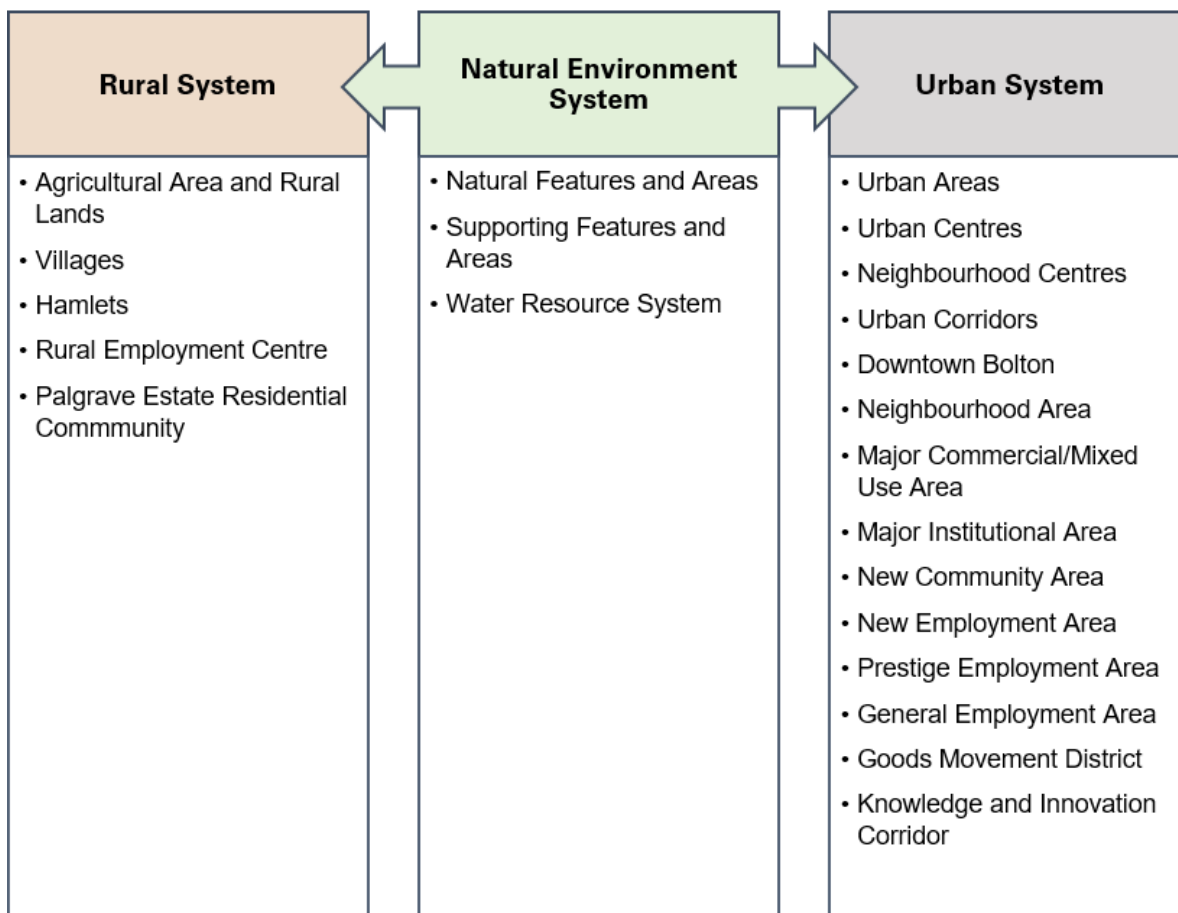 Rural System
• Agricultural Area and Rural
Lands
• Villages
• Hamlets
• Rural Employment Centre
• Palgrave Estate Residential
Commmunity
Natural Environment
System
• Natural Features and Areas
• Supporting Features and
Areas
• Water Resource System
Urban System
• Urban Areas
• Urban Centres
• Neighbourhood Centres
• Urban Corridors
• Downtown Bolton
• Neighbourhood Area
• Major Commercial/Mixed
Use Area
• Major Institutional Area
• New Community Area
• New Employment Area
• Prestige Employment Area
• General Employment Area
• Goods Movement District
• Knowledge and Innovation
Corridor